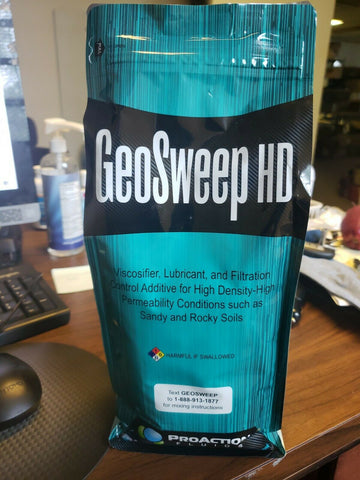 GEOSWEEP HD
Viscosifier, Lubricant, and Filtration
Control Additive for High Density-High
Permeability Conditions such as
Sandy and Rocky Soils
HARMFUL IF SWALLOWED
Text GEOSWEEP
to 1-888-913-1877
for mixing instructions
PROACTION
FLUIDS